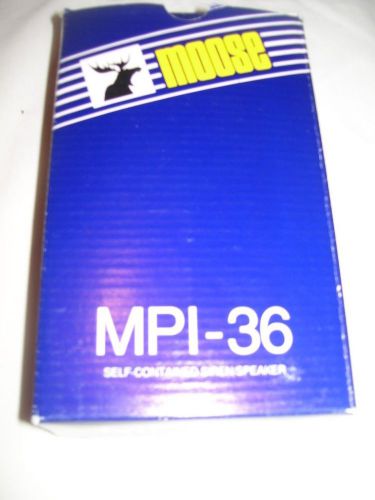 moose
MPI-36
SELF-CONTAINED SIREN/SPEAKER